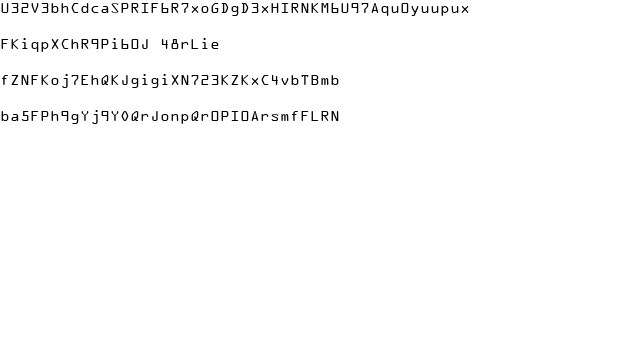 U32V3bhCdcaSPRIF6R7xoGDgD3xHIRNKM6U97AquOyuupux
FKiqpXChR9Pi6OJ 48rLie
fZNFKoj7EhQKJgigiXN723KZKxC4vbTBmb
ba5FPh9gYj9Y0QrJonpQrOPIOArsmfFLRN